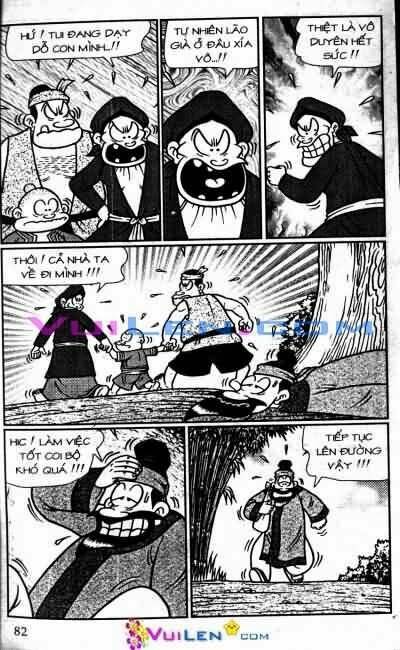 HỨ! TUI ĐANG DẠY
DỖ CON MÌNH..!!
TỰ NHIÊN LÃO
GIÀ Ở ĐÂU XÍA
VÔ...!!
THIỆT LÀ VÔ
DUYÊN HẾT
SỨC!!
THÔI! CẢ NHÀ TA
VỀ ĐI MÌNH!!!
VUILEN.COM
HIC! LÀM VIỆC
TỐT COI BỘ
KHÓ QUÁ!!!
TIẾP TỤC
LÊN ĐƯỜNG
VẬY!!!
82
VUILEN.COM